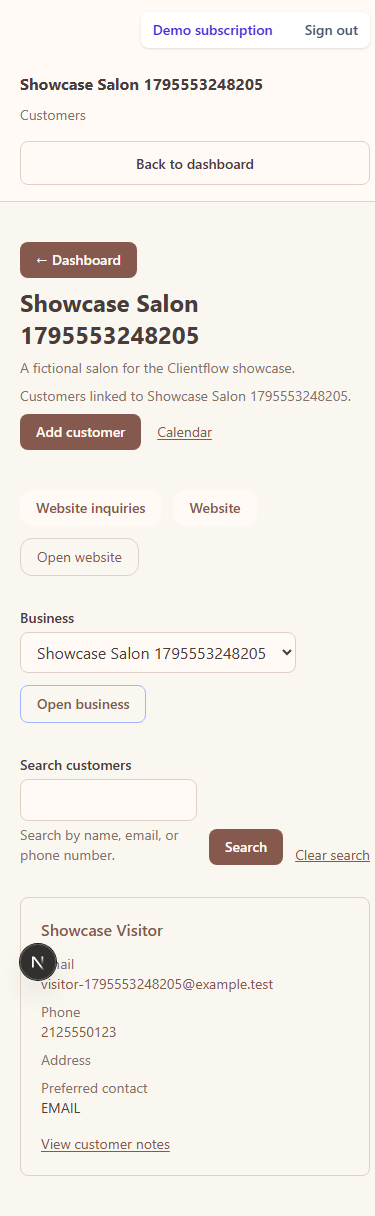 Demo subscription Sign out
Showcase Salon 1795553248205
Customers
Back to dashboard
← Dashboard
Showcase Salon
1795553248205
A fictional salon for the Clientflow showcase.
Customers linked to Showcase Salon 1795553248205.
Add customer Calendar
Website inquiries Website
Open website
Business
Showcase Salon 1795553248205
Open business
Search customers
Search by name, email, or
phone number.
Search Clear search
Showcase Visitor
N
visitor-1795553248205@example.test
Phone
2125550123
Address
Preferred contact
EMAIL
View customer notes